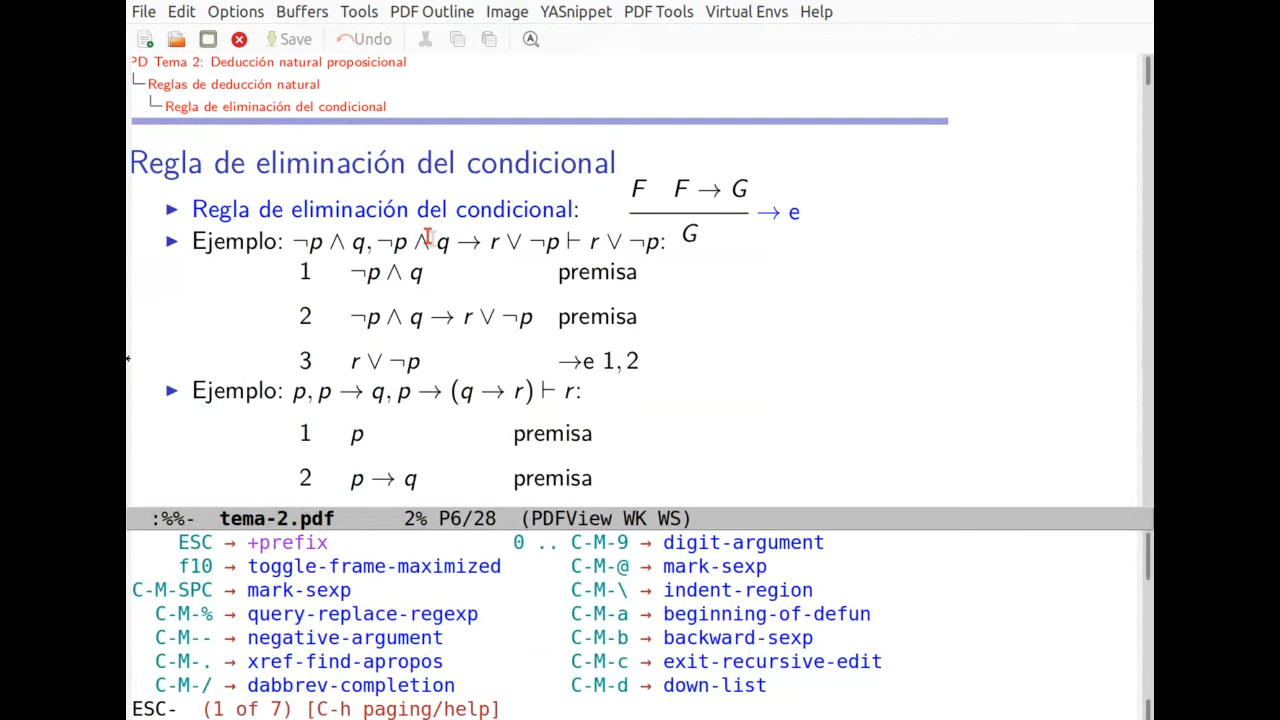 File Edit Options Buffers Tools PDF Outline Image YASnippet PDF Tools Virtual Envs Help
Save Undo
PD Tema 2: Deducción natural proposicional
Reglas de deducción natural
Regla de eliminación del condicional
Regla de eliminación del condicional
Regla de eliminación del condicional: F F → G → e
G
Ejemplo: ¬p ∧ q, ¬p ∧ q → r ∨ ¬p ⊢ r ∨ ¬p:
1 ¬p ∧ q premisa
2 ¬p ∧ q → r ∨ ¬p premisa
3 r ∨ ¬p →e 1, 2
Ejemplo: p, p → q, p → (q → r) ⊢ r:
1 p premisa
2 p → q premisa
:%%- tema-2.pdf 2% P6/28 (PDFView WK WS)
ESC → +prefix 0 .. C-M-9 → digit-argument
f10 → toggle-frame-maximized C-M-@ → mark-sexp
C-M-SPC → mark-sexp C-M-\ → indent-region
C-M-% → query-replace-regexp C-M-a → beginning-of-defun
C-M-- → negative-argument C-M-b → backward-sexp
C-M-. → xref-find-apropos C-M-c → exit-recursive-edit
C-M-/ → dabbrev-completion C-M-d → down-list
ESC- (1 of 7) [C-h paging/help]